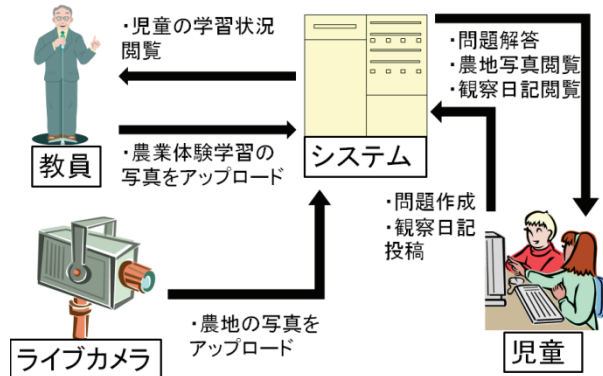 ・児童の学習状況
閲覧
・問題解答
・農地写真閲覧
・観察日記閲覧
教員
・農業体験学習の
写真をアップロード
システム
・問題作成
・観察日記
投稿
・農地の写真を
アップロード
ライブカメラ
児童